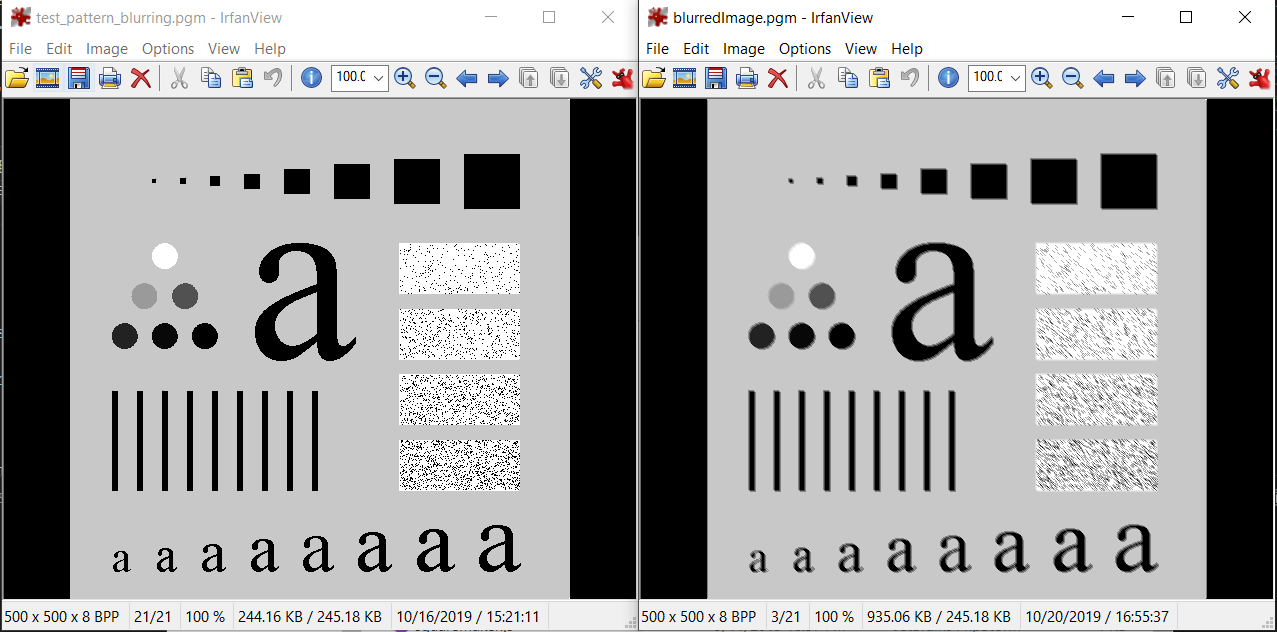 test_pattern_blurring.pgm - IrfanView
File Edit Image Options View Help
100.0
a
a a a a a a a a
500 x 500 x 8 BPP 21/21 100 % 244.16 KB / 245.18 KB 10/16/2019 / 15:21:11
blurredImage.pgm - IrfanView
File Edit Image Options View Help
100.0
a
a a a a a a a a
500 x 500 x 8 BPP 3/21 100 % 935.06 KB / 245.18 KB 10/20/2019 / 16:55:37